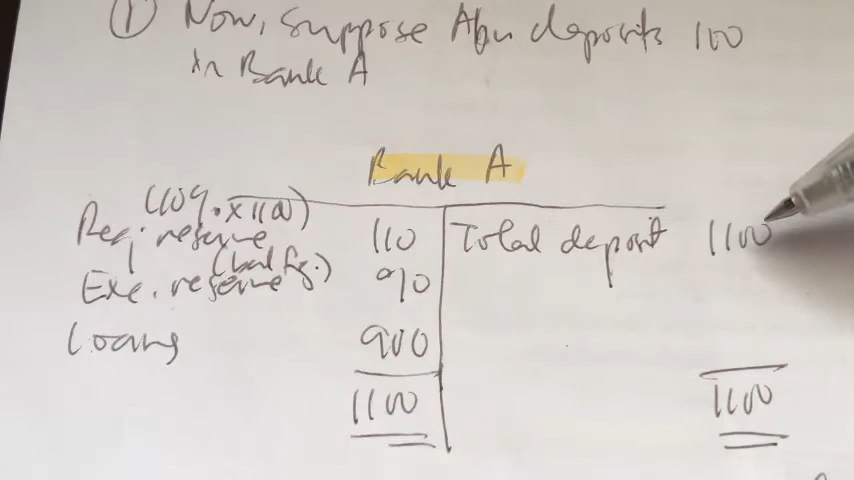 ① Now, suppose Abu deposits 100
in Bank A
Bank A
(10%. x 1100)
Req. reserve 110 Total deposit 1100
(bal fig.)
Exc. reserve 90
Loans 900
1100 1100